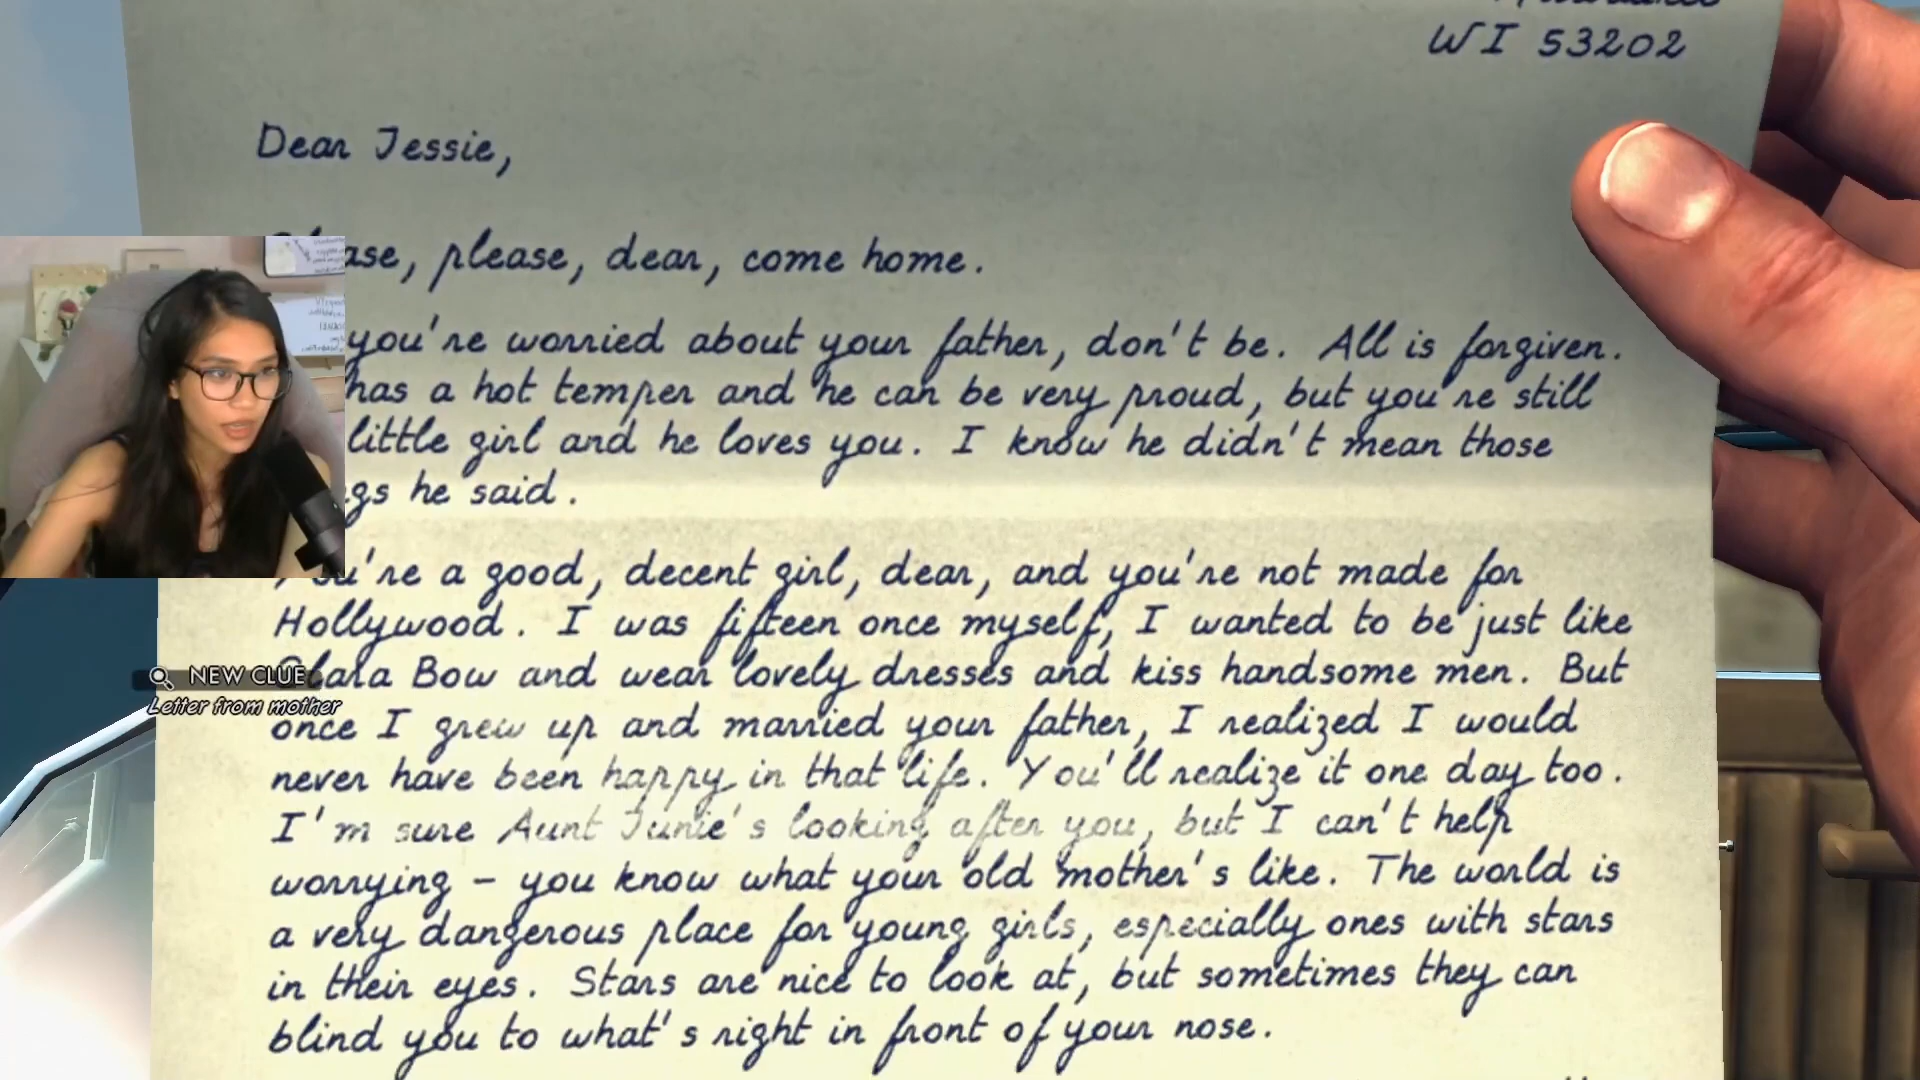 WI 53202
Dear Jessie,
please, dear, come home.
you're worried about your father, don't be. All is forgiven.
has a hot temper and he can be very proud, but you're still
little girl and he loves you. I know he didn't mean those
he said.
You're a good, decent girl, dear, and you're not made for
Hollywood. I was fifteen once myself, I wanted to be just like
Clara Bow and wear lovely dresses and kiss handsome men. But
once I grew up and married your father, I realized I would
never have been happy in that life. You'll realize it one day too.
I'm sure Aunt Junie's looking after you, but I can't help
worrying - you know what your old mother's like. The world is
a very dangerous place for young girls, especially ones with stars
in their eyes. Stars are nice to look at, but sometimes they can
blind you to what's right in front of your nose.
NEW CLUE
Letter from mother